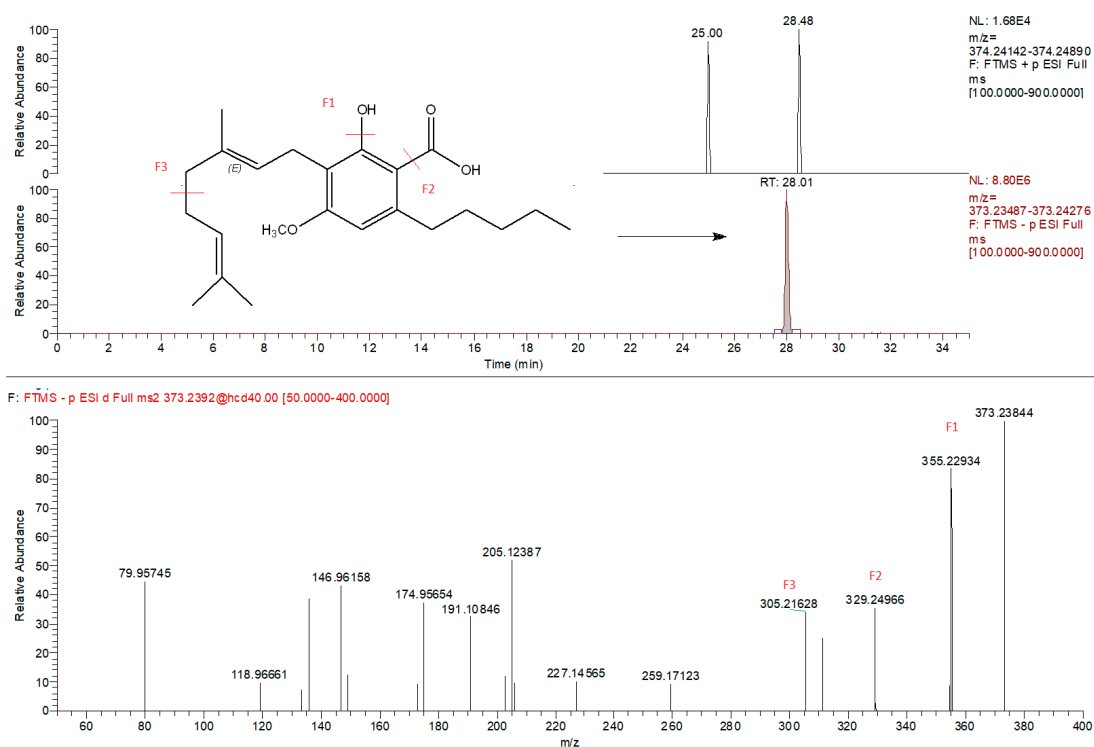 100
80
60
40
20
0
Relative Abundance
25.00
28.48
NL: 1.68E4
m/z=
374.24142-374.24890
F: FTMS + p ESI Full
ms
[100.0000-900.0000]
F1
OH
O
OH
F2
(E)
F3
H3CO
100
80
60
40
20
0
Relative Abundance
RT: 28.01
NL: 8.80E6
m/z=
373.23487-373.24276
F: FTMS - p ESI Full
ms
[100.0000-900.0000]
0 2 4 6 8 10 12 14 16 18 20 22 24 26 28 30 32 34
Time (min)
F: FTMS - p ESI d Full ms2 373.2392@hcd40.00 [50.0000-400.0000]
100
90
80
70
60
50
40
30
20
10
0
Relative Abundance
79.95745
118.96661
146.96158
174.95654
191.10846
205.12387
227.14565
259.17123
F3
305.21628
F2
329.24966
F1
355.22934
373.23844
60 80 100 120 140 160 180 200 220 240 260 280 300 320 340 360 380 400
m/z